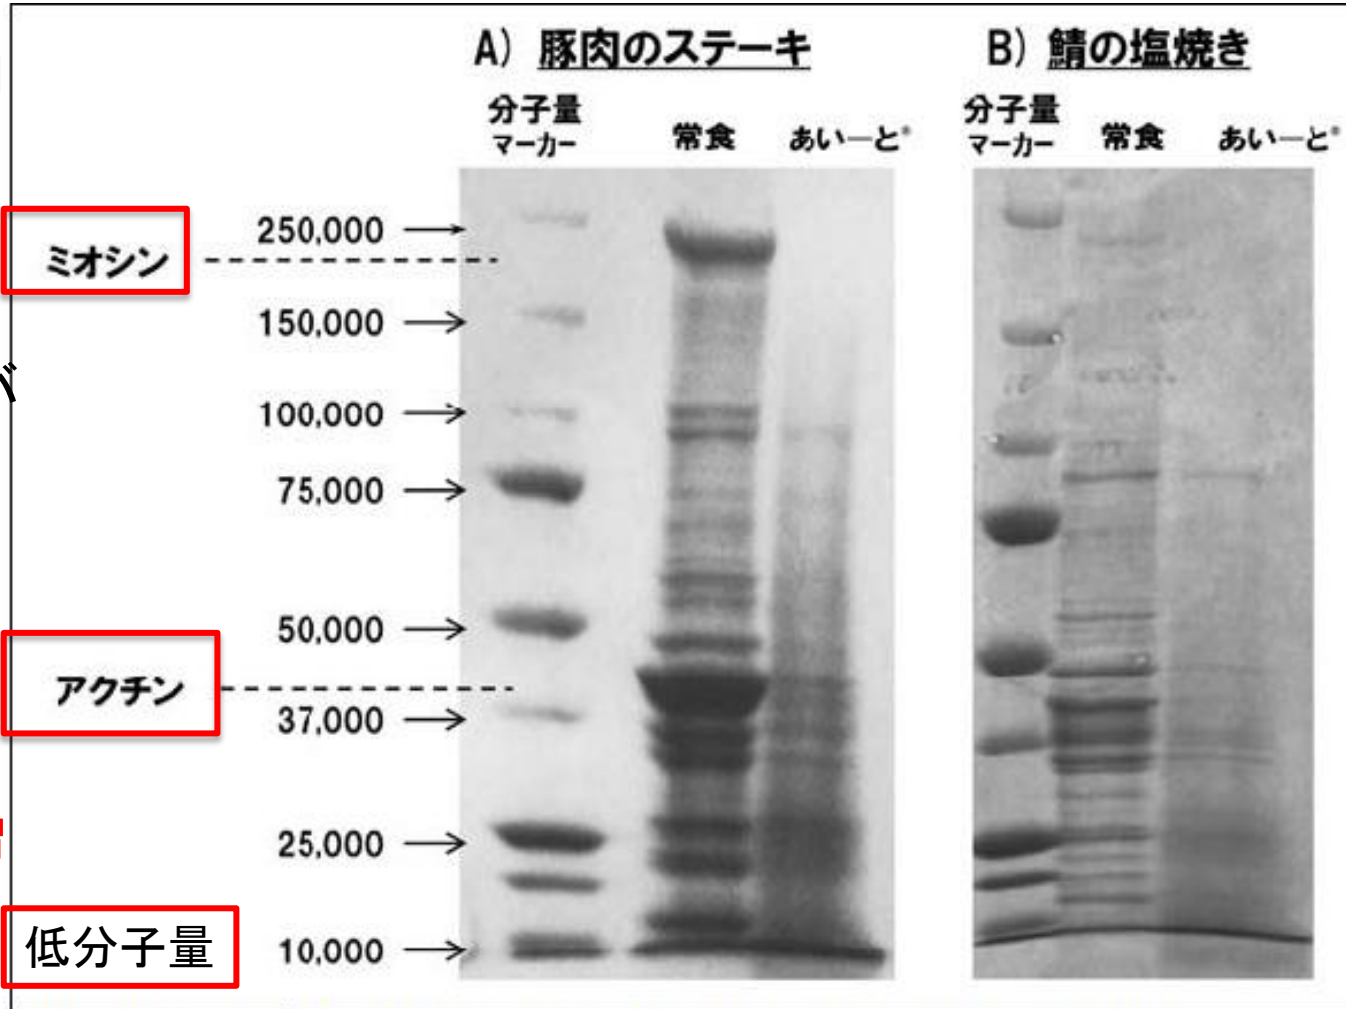 A) 豚肉のステーキ
B) 鯖の塩焼き
分子量
マーカー
常食
あいーと®
分子量
マーカー
常食
あいーと®
250,000
ミオシン
150,000
100,000
75,000
50,000
アクチン
37,000
25,000
低分子量
10,000